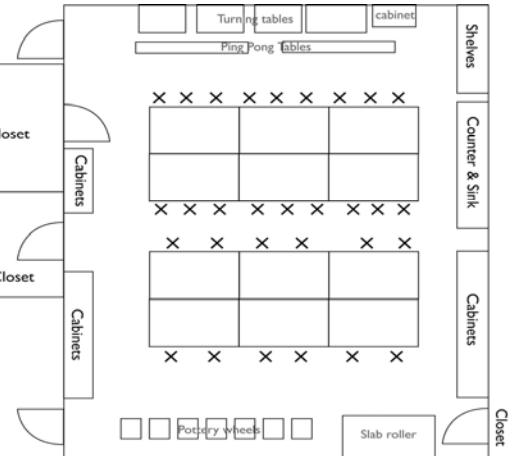 Turning tables
cabinet
Ping Pong Tables
Shelves
loset
Counter & Sink
Cabinets
Closet
Cabinets
Cabinets
Pottery wheels
Slab roller
Closet